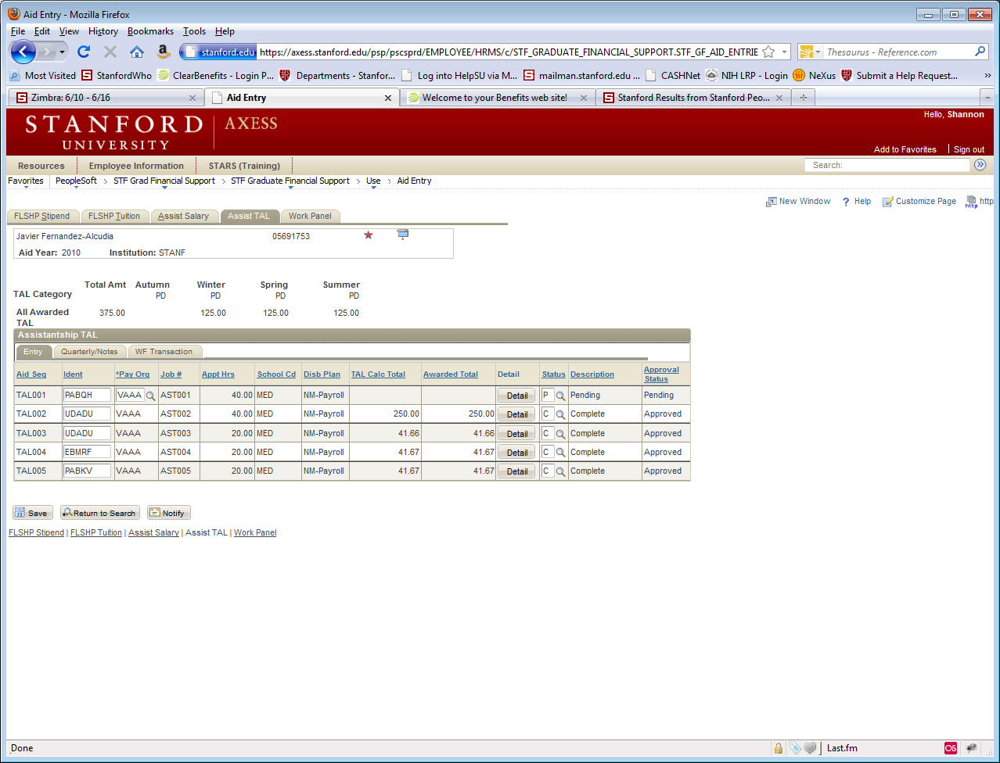 Aid Entry - Mozilla Firefox
File Edit View History Bookmarks Tools Help
stanford.edu https://axess.stanford.edu/psp/pscsprd/EMPLOYEE/HRMS/c/STF_GRADUATE_FINANCIAL_SUPPORT.STF_GF_AID_ENTRIE Thesaurus - Reference.com
Most Visited StanfordWho ClearBenefits - Login P... Departments - Stanfor... Log into HelpSU via M... mailman.stanford.edu ... CASHNet NIH LRP - Login NeXus Submit a Help Request... »
Zimbra: 6/10 - 6/16 Aid Entry Welcome to your Benefits web site! Stanford Results from Stanford Peo...
STANFORD UNIVERSITY AXESS
Hello, Shannon
Add to Favorites | Sign out
Resources Employee Information STARS (Training) Search:
Favorites PeopleSoft > STF Grad Financial Support > STF Graduate Financial Support > Use > Aid Entry
New Window ? Help Customize Page http
FLSHP Stipend FLSHP Tuition Assist Salary Assist TAL Work Panel
Javier Fernandez-Alcudia 05691753
Aid Year: 2010 Institution: STANF
Total Amt Autumn Winter Spring Summer
TAL Category PD PD PD PD
All Awarded TAL 375.00 125.00 125.00 125.00
Assistantship TAL
Entry Quarterly/Notes WF Transaction
Aid Seq Ident *Pay Org Job # Appt Hrs School Cd Disb Plan TAL Calc Total Awarded Total Detail Status Description Approval Status
TAL001 PABQH VAAA AST001 40.00 MED NM-Payroll Detail P Pending Pending
TAL002 UDADU VAAA AST002 40.00 MED NM-Payroll 250.00 250.00 Detail C Complete Approved
TAL003 UDADU VAAA AST003 20.00 MED NM-Payroll 41.66 41.66 Detail C Complete Approved
TAL004 EBMRF VAAA AST004 20.00 MED NM-Payroll 41.67 41.67 Detail C Complete Approved
TAL005 PABKV VAAA AST005 20.00 MED NM-Payroll 41.67 41.67 Detail C Complete Approved
Save Return to Search Notify
FLSHP Stipend | FLSHP Tuition | Assist Salary | Assist TAL | Work Panel
Done Last.fm